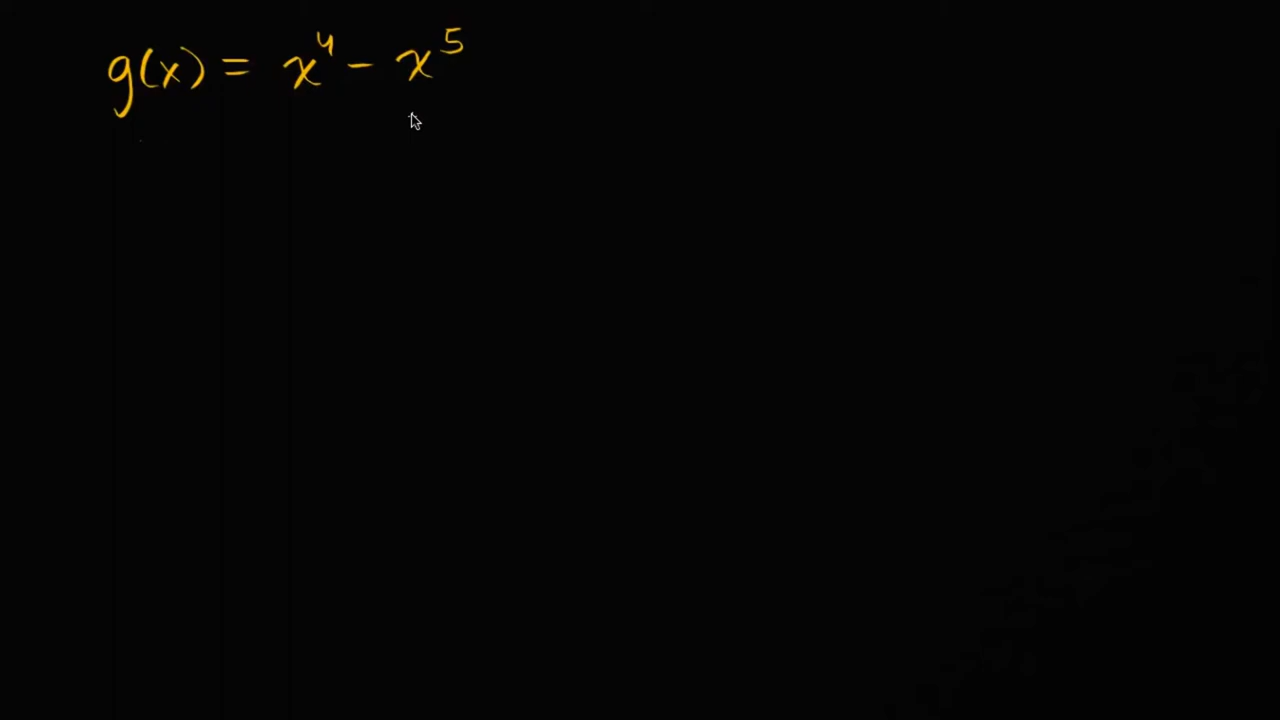 g(x) = x⁴ - x⁵